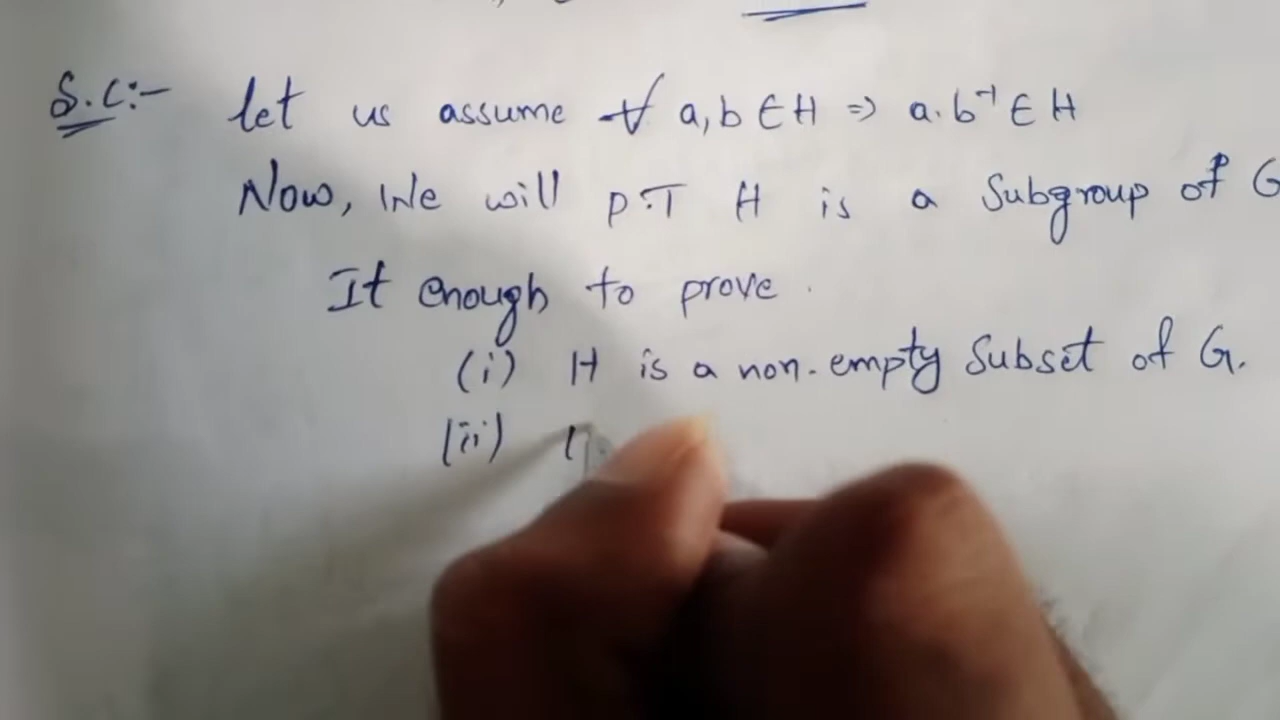 S.C:- let us assume ∀ a,b ∈ H ⇒ a.b⁻¹ ∈ H
Now, We will P.T H is a Subgroup of G
It enough to prove.
(i) H is a non-empty Subset of G.
(ii)